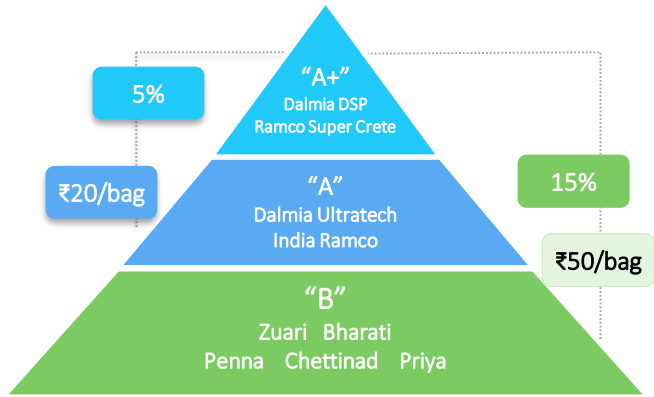 “A+”
Dalmia DSP
Ramco Super Crete
5%
₹20/bag
“A”
Dalmia Ultratech
India Ramco
15%
₹50/bag
“B”
Zuari Bharati
Penna Chettinad Priya